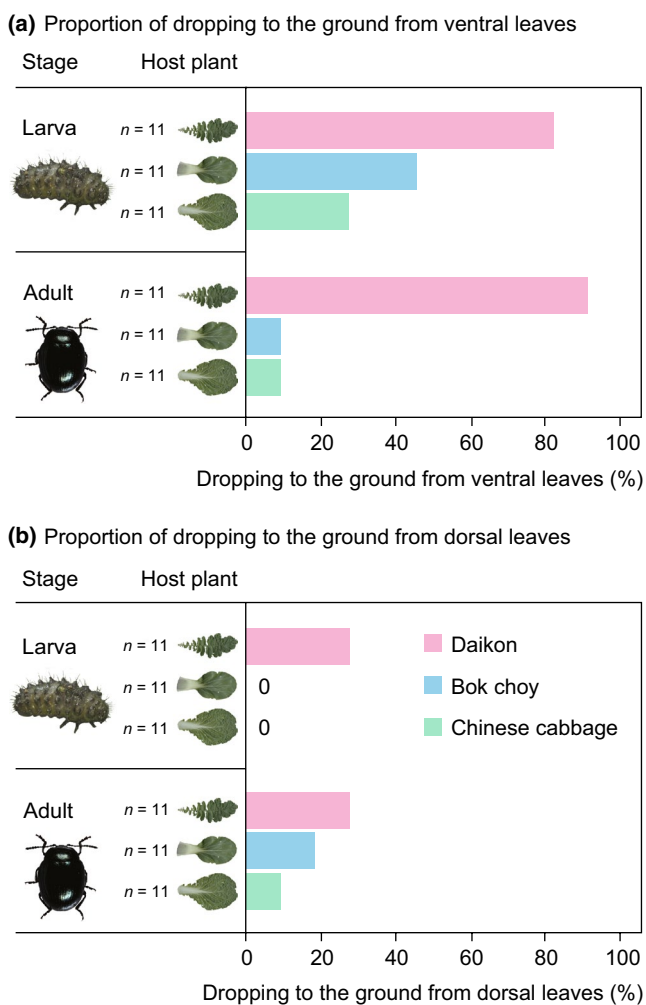 (a) Proportion of dropping to the ground from ventral leaves
Stage Host plant
Larva
n = 11
n = 11
n = 11
Adult
n = 11
n = 11
n = 11
0 20 40 60 80 100
Dropping to the ground from ventral leaves (%)
(b) Proportion of dropping to the ground from dorsal leaves
Stage Host plant
Larva
n = 11
Daikon
n = 11
0
Bok choy
n = 11
0
Chinese cabbage
Adult
n = 11
n = 11
n = 11
0 20 40 60 80 100
Dropping to the ground from dorsal leaves (%)